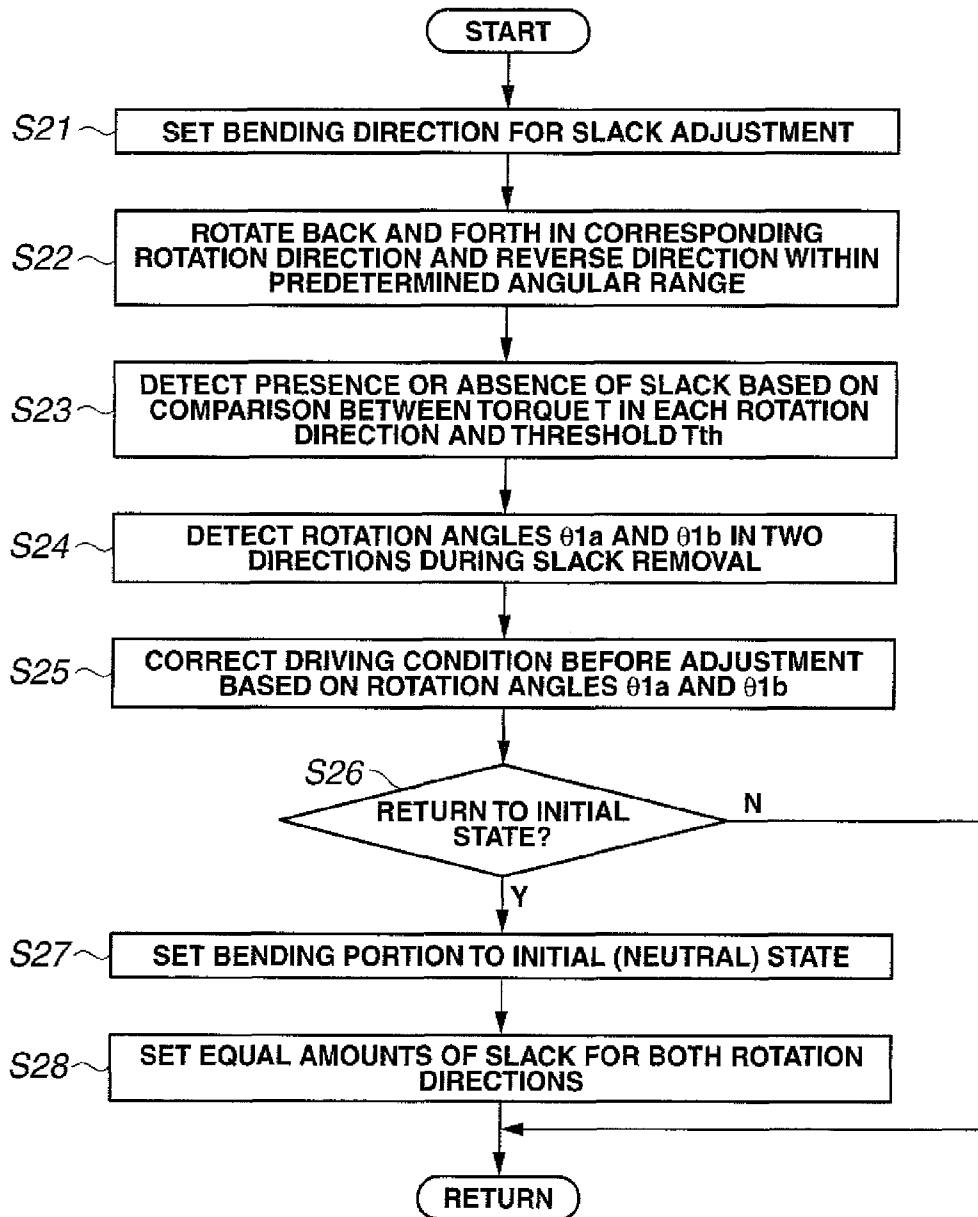 START
S21
SET BENDING DIRECTION FOR SLACK ADJUSTMENT
S22
ROTATE BACK AND FORTH IN CORRESPONDING
ROTATION DIRECTION AND REVERSE DIRECTION WITHIN
PREDETERMINED ANGULAR RANGE
S23
DETECT PRESENCE OR ABSENCE OF SLACK BASED ON
COMPARISON BETWEEN TORQUE T IN EACH ROTATION
DIRECTION AND THRESHOLD Tth
S24
DETECT ROTATION ANGLES θ1a AND θ1b IN TWO
DIRECTIONS DURING SLACK REMOVAL
S25
CORRECT DRIVING CONDITION BEFORE ADJUSTMENT
BASED ON ROTATION ANGLES θ1a AND θ1b
S26
RETURN TO INITIAL
STATE?
N
Y
S27
SET BENDING PORTION TO INITIAL (NEUTRAL) STATE
S28
SET EQUAL AMOUNTS OF SLACK FOR BOTH ROTATION
DIRECTIONS
RETURN